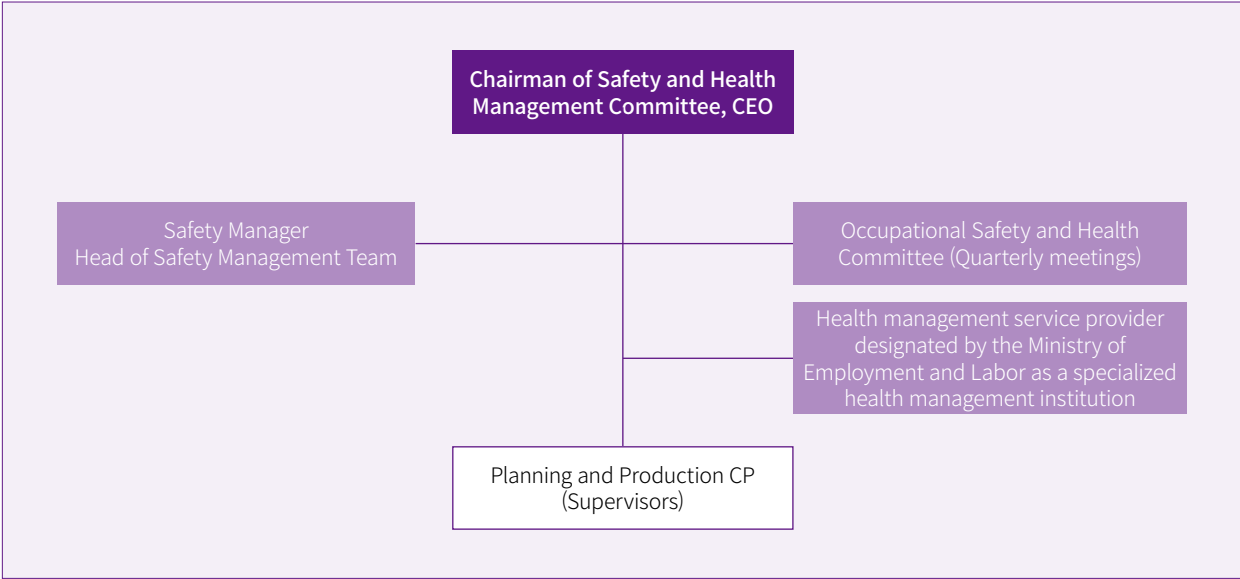 Chairman of Safety and Health
Management Committee, CEO
Safety Manager
Head of Safety Management Team
Occupational Safety and Health
Committee (Quarterly meetings)
Health management service provider
designated by the Ministry of
Employment and Labor as a specialized
health management institution
Planning and Production CP
(Supervisors)